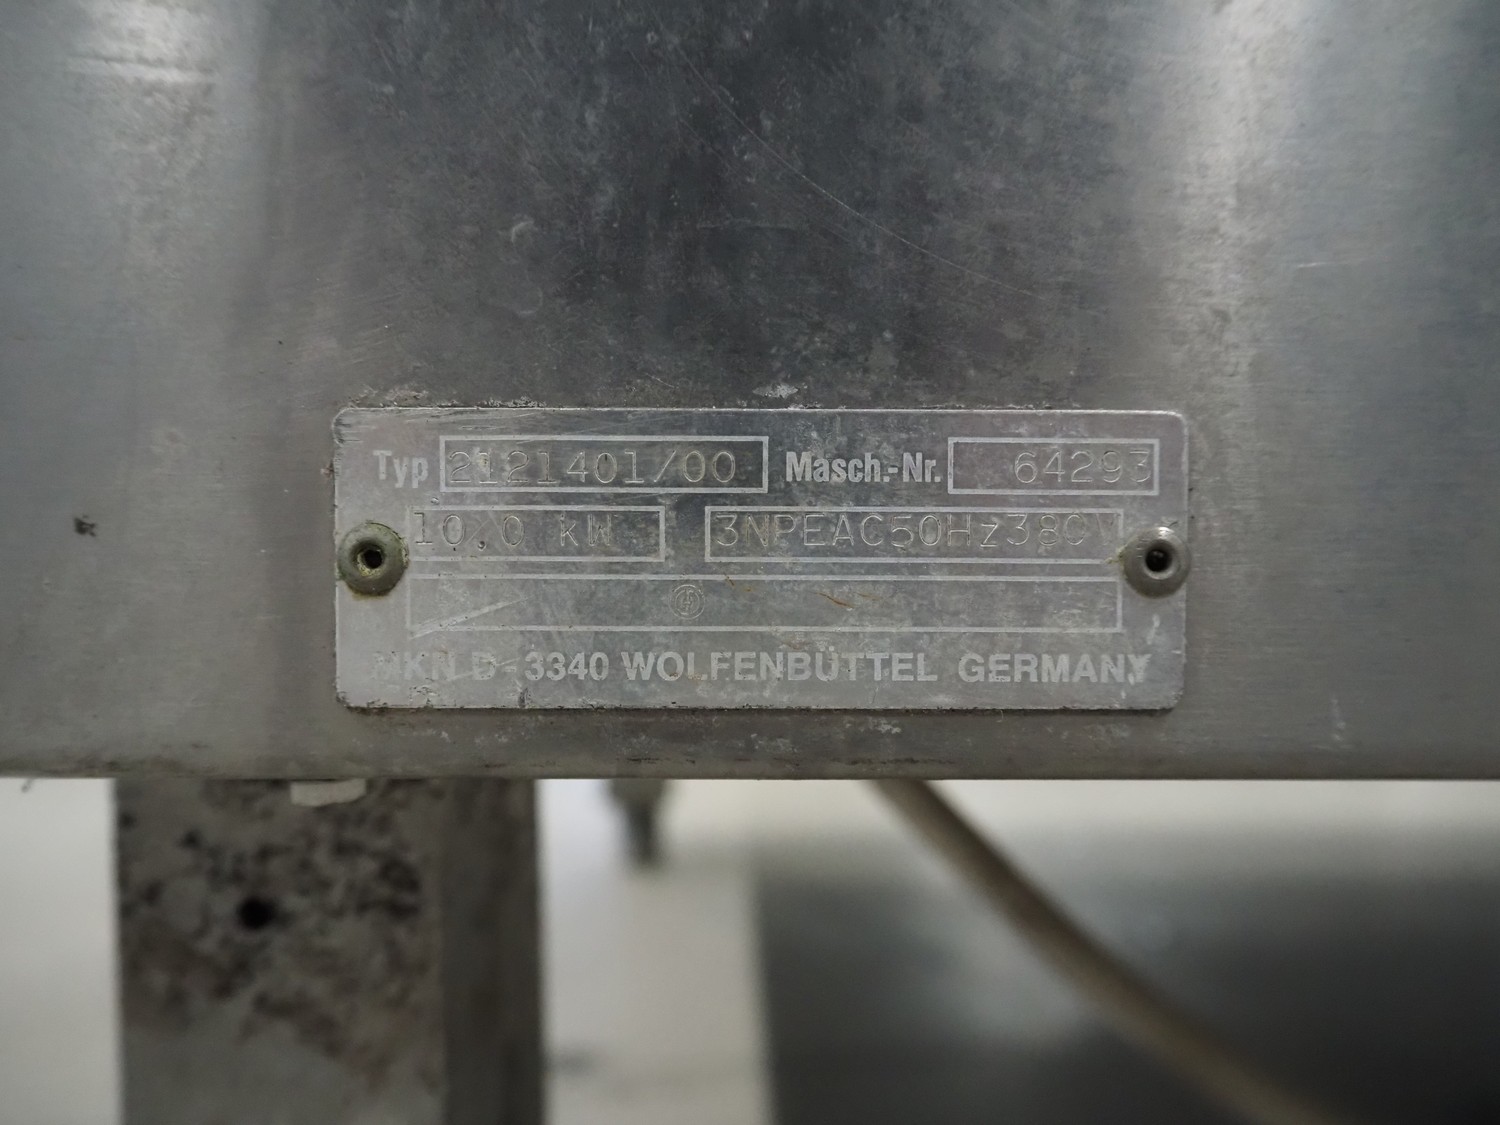 Typ 2121401/00 Masch.-Nr. 64293
10,0 kW 3NPEAC50Hz380V
MKN D-3340 WOLFENBÜTTEL GERMANY